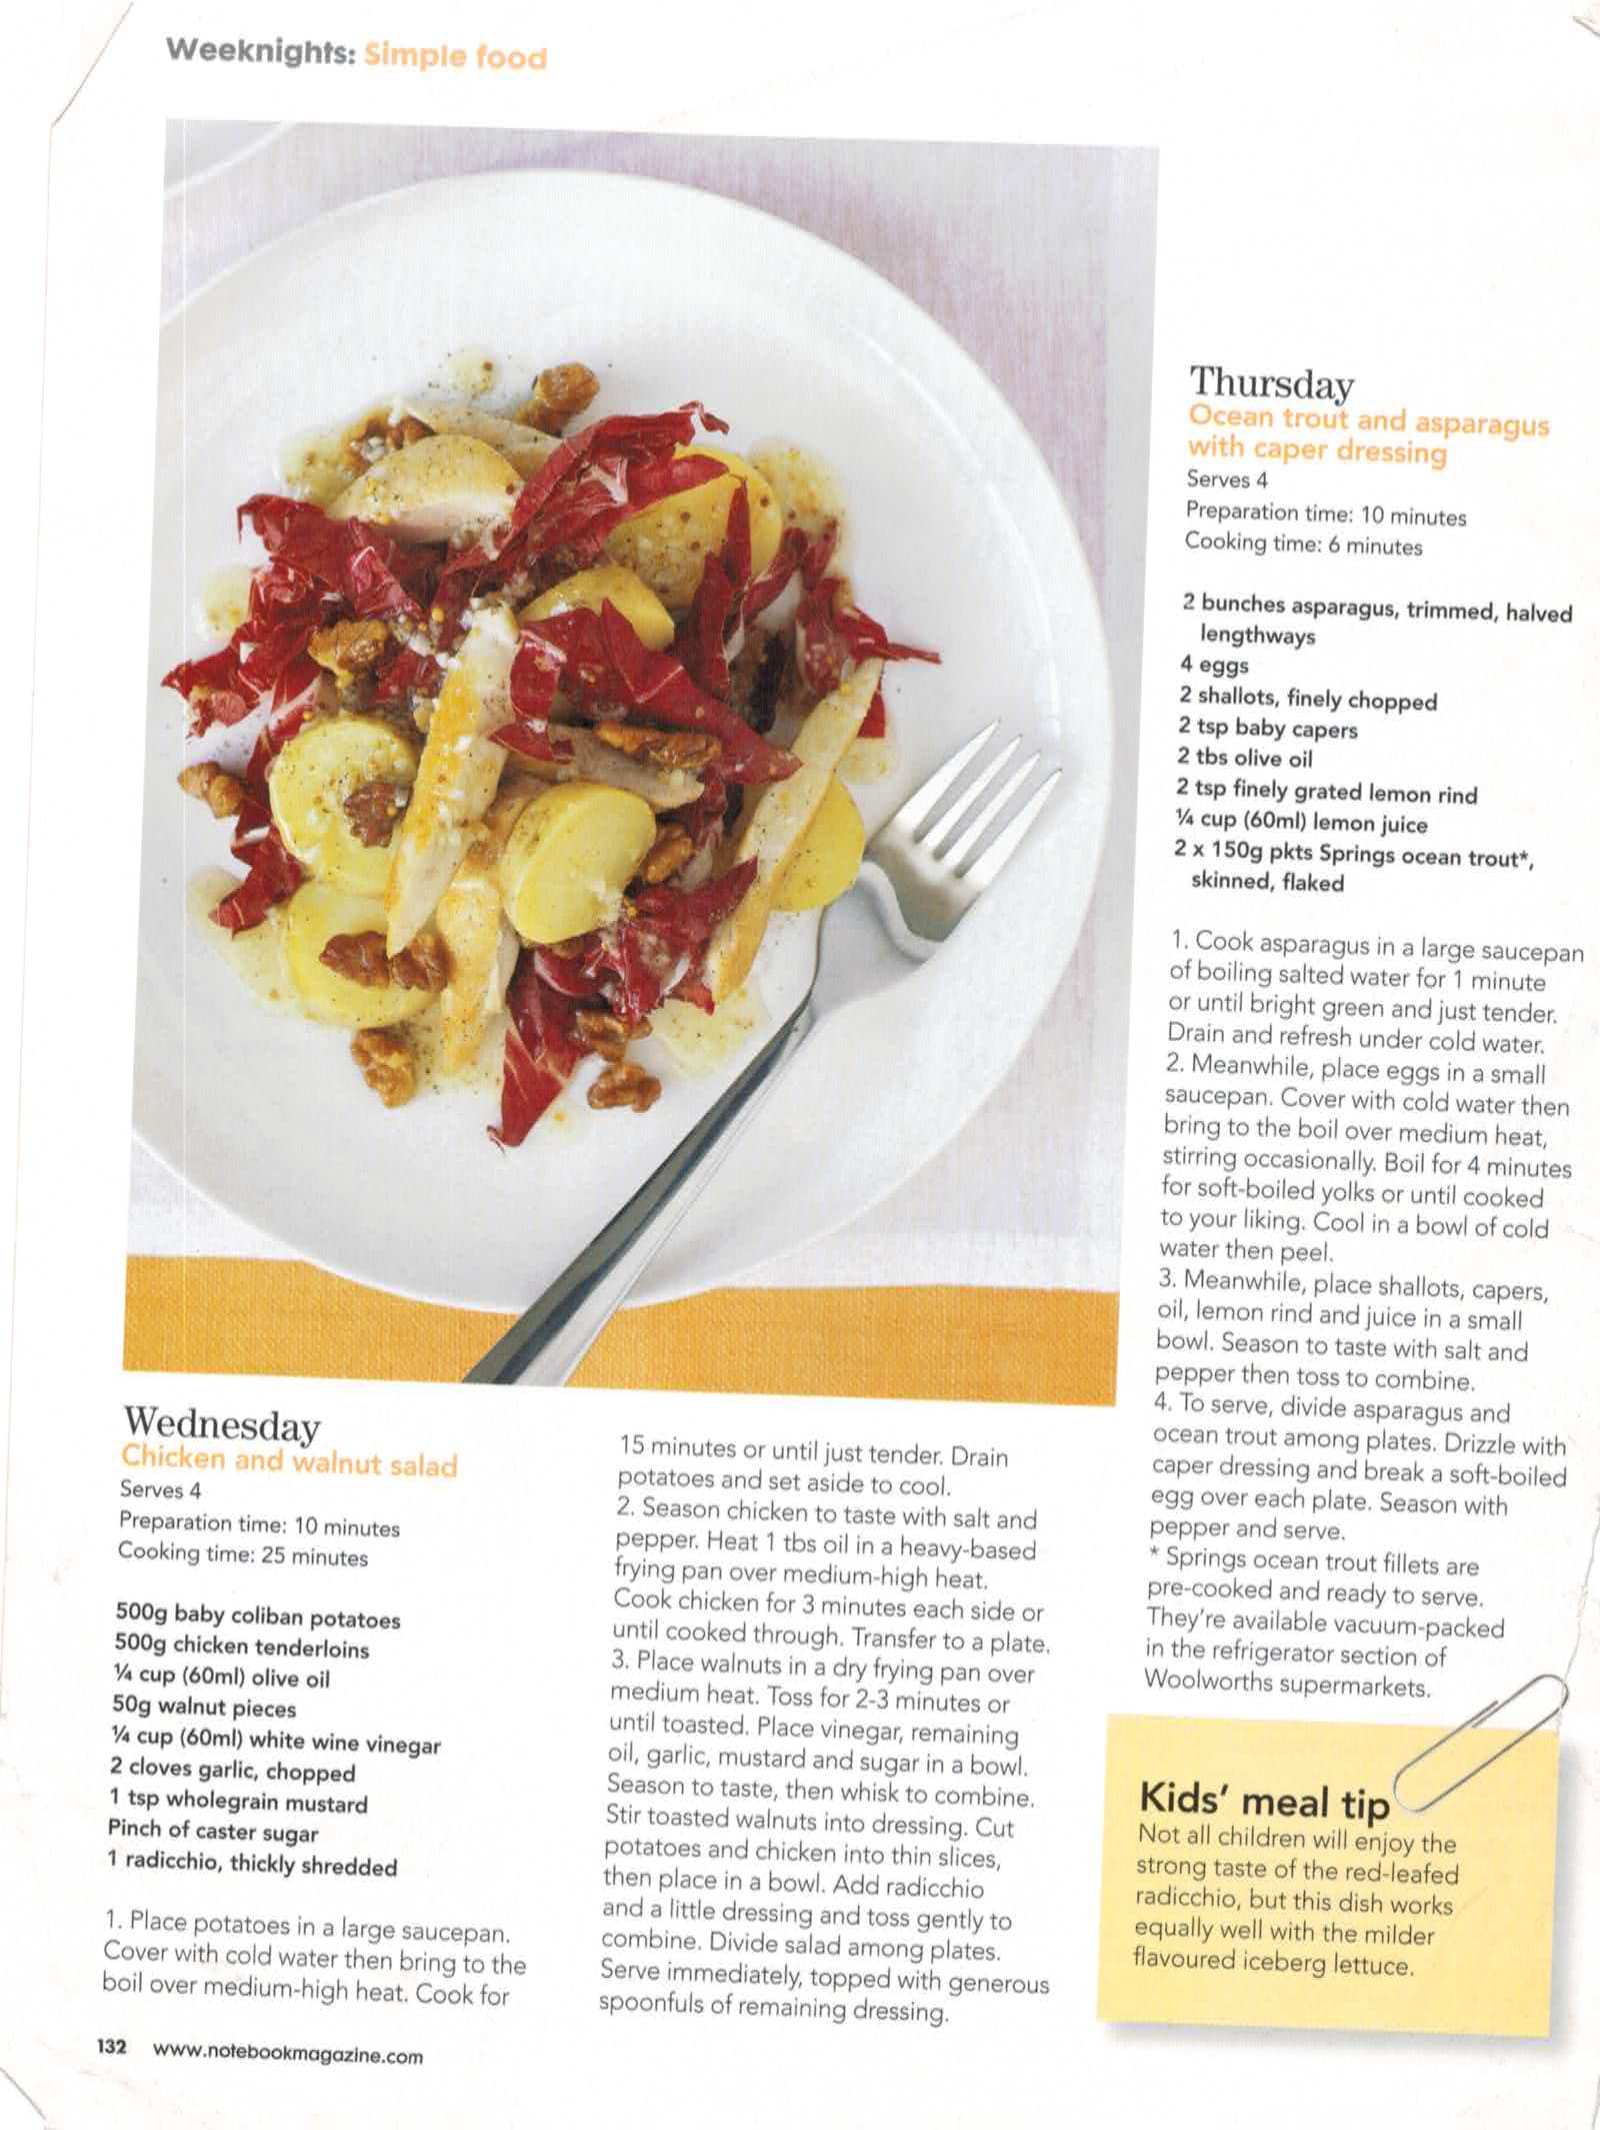 Weeknights: Simple food
Wednesday
Chicken and walnut salad
Serves 4
Preparation time: 10 minutes
Cooking time: 25 minutes
500g baby coliban potatoes
500g chicken tenderloins
¼ cup (60ml) olive oil
50g walnut pieces
¼ cup (60ml) white wine vinegar
2 cloves garlic, chopped
1 tsp wholegrain mustard
Pinch of caster sugar
1 radicchio, thickly shredded
1. Place potatoes in a large saucepan.
Cover with cold water then bring to the
boil over medium-high heat. Cook for
15 minutes or until just tender. Drain
potatoes and set aside to cool.
2. Season chicken to taste with salt and
pepper. Heat 1 tbs oil in a heavy-based
frying pan over medium-high heat.
Cook chicken for 3 minutes each side or
until cooked through. Transfer to a plate.
3. Place walnuts in a dry frying pan over
medium heat. Toss for 2-3 minutes or
until toasted. Place vinegar, remaining
oil, garlic, mustard and sugar in a bowl.
Season to taste, then whisk to combine.
Stir toasted walnuts into dressing. Cut
potatoes and chicken into thin slices,
then place in a bowl. Add radicchio
and a little dressing and toss gently to
combine. Divide salad among plates.
Serve immediately, topped with generous
spoonfuls of remaining dressing.
Thursday
Ocean trout and asparagus
with caper dressing
Serves 4
Preparation time: 10 minutes
Cooking time: 6 minutes
2 bunches asparagus, trimmed, halved
lengthways
4 eggs
2 shallots, finely chopped
2 tsp baby capers
2 tbs olive oil
2 tsp finely grated lemon rind
¼ cup (60ml) lemon juice
2 x 150g pkts Springs ocean trout*,
skinned, flaked
1. Cook asparagus in a large saucepan
of boiling salted water for 1 minute
or until bright green and just tender.
Drain and refresh under cold water.
2. Meanwhile, place eggs in a small
saucepan. Cover with cold water then
bring to the boil over medium heat,
stirring occasionally. Boil for 4 minutes
for soft-boiled yolks or until cooked
to your liking. Cool in a bowl of cold
water then peel.
3. Meanwhile, place shallots, capers,
oil, lemon rind and juice in a small
bowl. Season to taste with salt and
pepper then toss to combine.
4. To serve, divide asparagus and
ocean trout among plates. Drizzle with
caper dressing and break a soft-boiled
egg over each plate. Season with
pepper and serve.
* Springs ocean trout fillets are
pre-cooked and ready to serve.
They're available vacuum-packed
in the refrigerator section of
Woolworths supermarkets.
Kids' meal tip
Not all children will enjoy the
strong taste of the red-leafed
radicchio, but this dish works
equally well with the milder
flavoured iceberg lettuce.
132 www.notebookmagazine.com